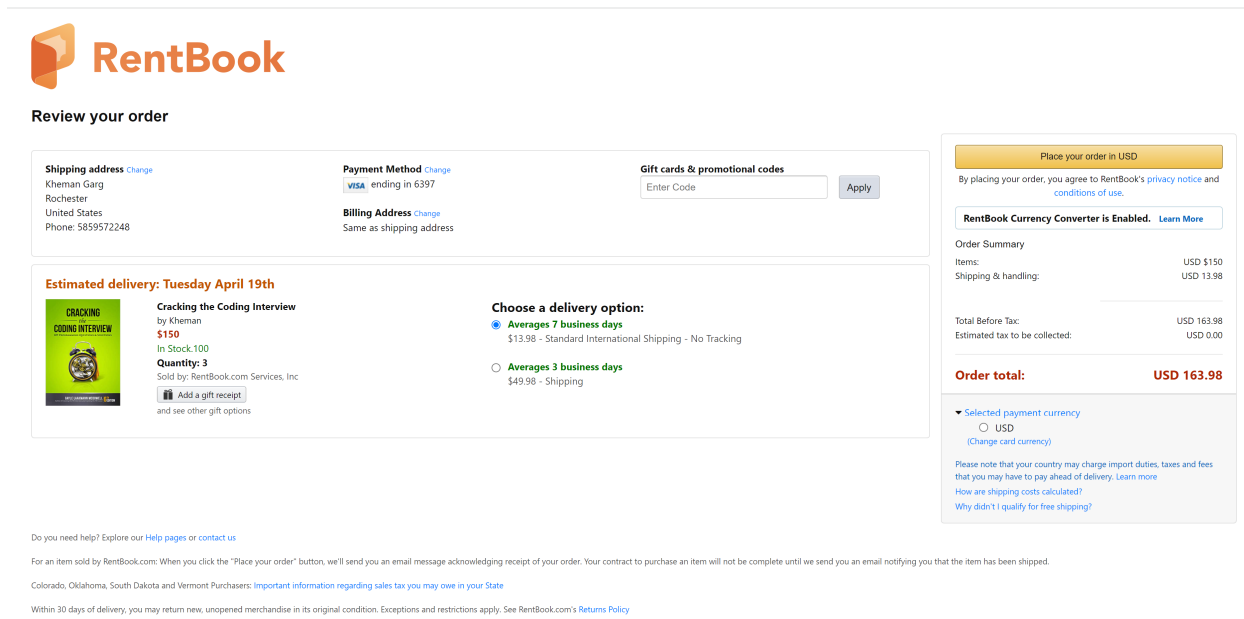 RentBook
Review your order
Shipping address Change
Kheman Garg
Rochester
United States
Phone: 5859572248
Payment Method Change
VISA ending in 6397
Billing Address Change
Same as shipping address
Gift cards & promotional codes
Enter Code
Apply
Estimated delivery: Tuesday April 19th
CRACKING
the
CODING INTERVIEW
Cracking the Coding Interview
by Kheman
$150
In Stock.100
Quantity: 3
Sold by: RentBook.com Services, Inc
Add a gift receipt
and see other gift options
Choose a delivery option:
Averages 7 business days
$13.98 - Standard International Shipping - No Tracking
Averages 3 business days
$49.98 - Shipping
Place your order in USD
By placing your order, you agree to RentBook's privacy notice and
conditions of use.
RentBook Currency Converter is Enabled. Learn More
Order Summary
Items: USD $150
Shipping & handling: USD 13.98
Total Before Tax: USD 163.98
Estimated tax to be collected: USD 0.00
Order total: USD 163.98
Selected payment currency
USD
(Change card currency)
Please note that your country may charge import duties, taxes and fees
that you may have to pay ahead of delivery. Learn more
How are shipping costs calculated?
Why didn't I qualify for free shipping?
Do you need help? Explore our Help pages or contact us
For an item sold by RentBook.com: When you click the "Place your order" button, we'll send you an email message acknowledging receipt of your order. Your contract to purchase an item will not be complete until we send you an email notifying you that the item has been shipped.
Colorado, Oklahoma, South Dakota and Vermont Purchasers: Important information regarding sales tax you may owe in your State
Within 30 days of delivery, you may return new, unopened merchandise in its original condition. Exceptions and restrictions apply. See RentBook.com's Returns Policy